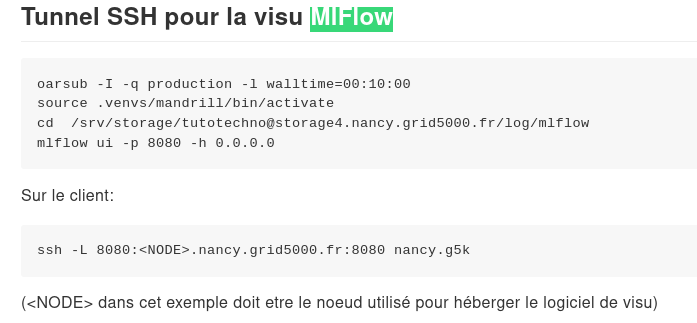 Tunnel SSH pour la visu MlFlow
oarsub -I -q production -l walltime=00:10:00
source .venvs/mandrill/bin/activate
cd  /srv/storage/tutotechno@storage4.nancy.grid5000.fr/log/mlflow
mlflow ui -p 8080 -h 0.0.0.0
Sur le client:
ssh -L 8080:<NODE>.nancy.grid5000.fr:8080 nancy.g5k
(<NODE> dans cet exemple doit etre le noeud utilisé pour héberger le logiciel de visu)